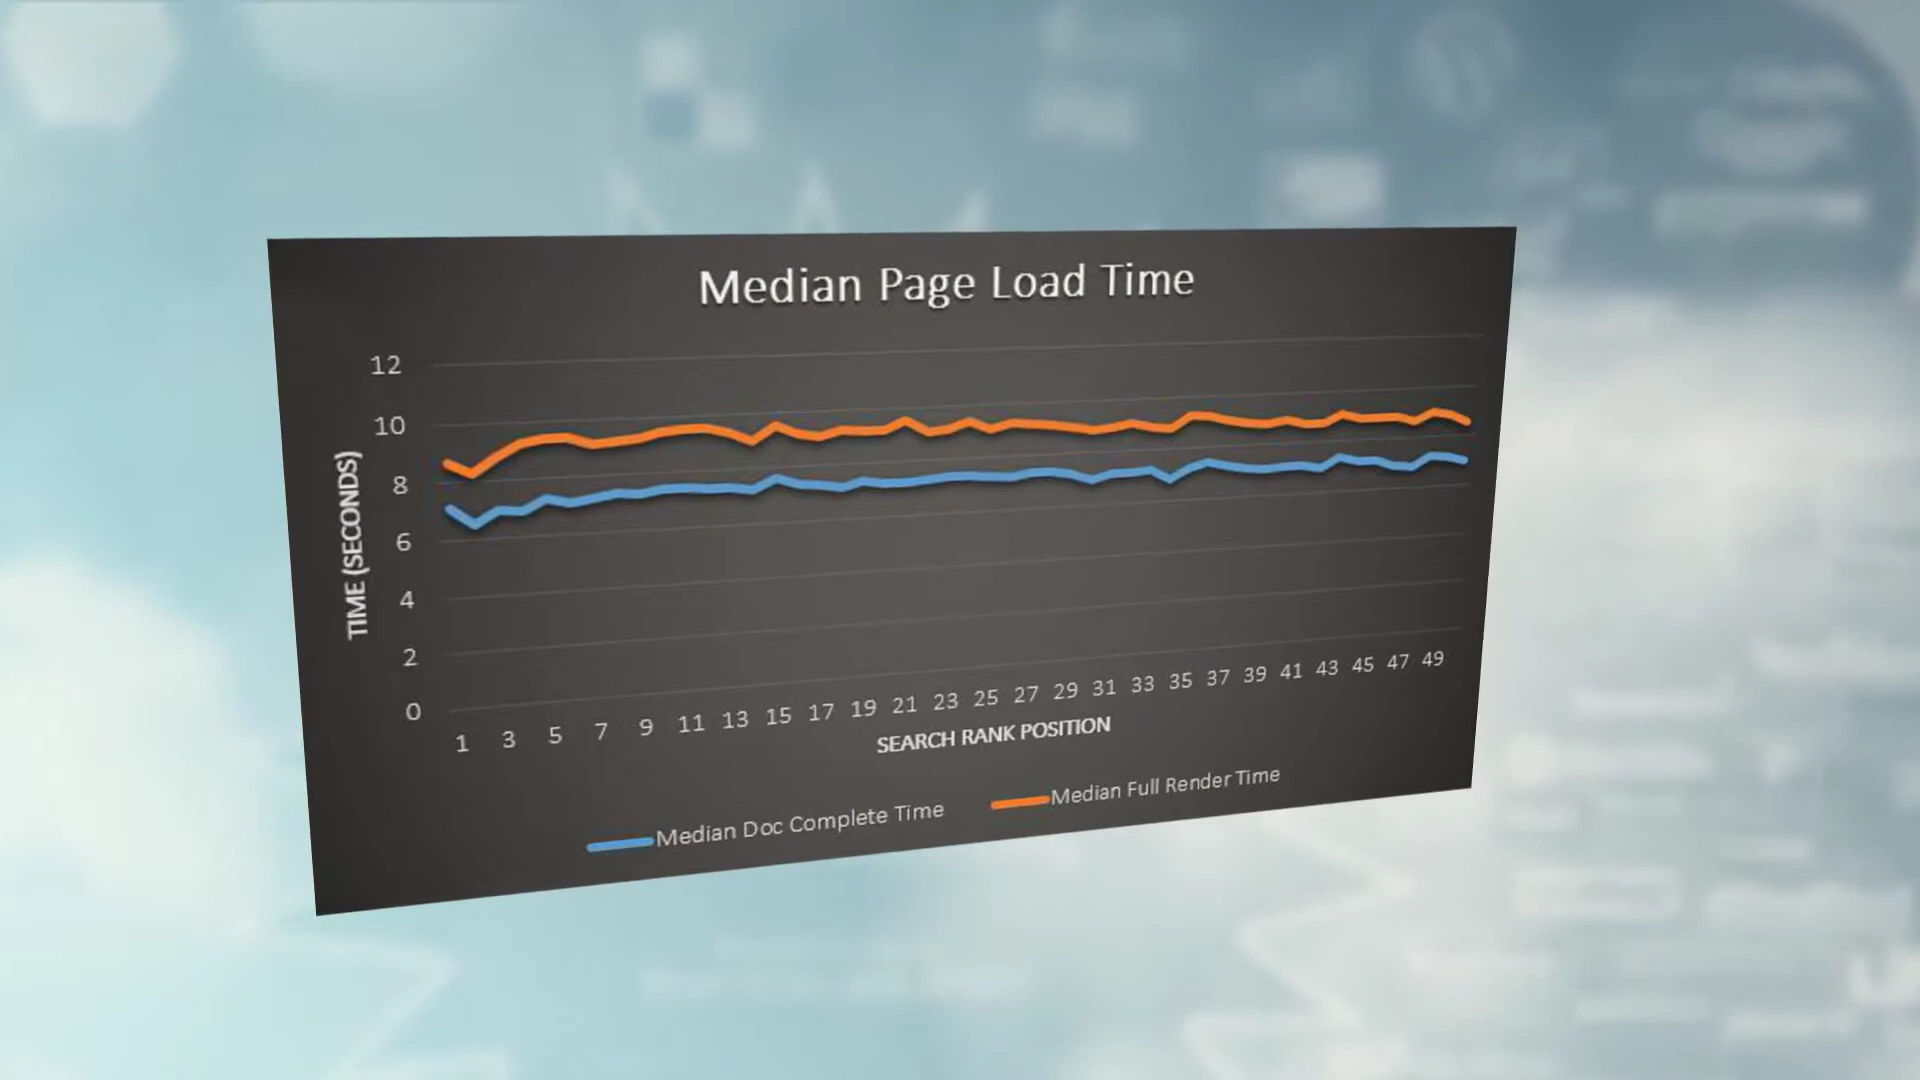 Median Page Load Time
12
10
8
6
4
2
0
TIME (SECONDS)
1 3 5 7 9 11 13 15 17 19 21 23 25 27 29 31 33 35 37 39 41 43 45 47 49
SEARCH RANK POSITION
Median Doc Complete Time
Median Full Render Time